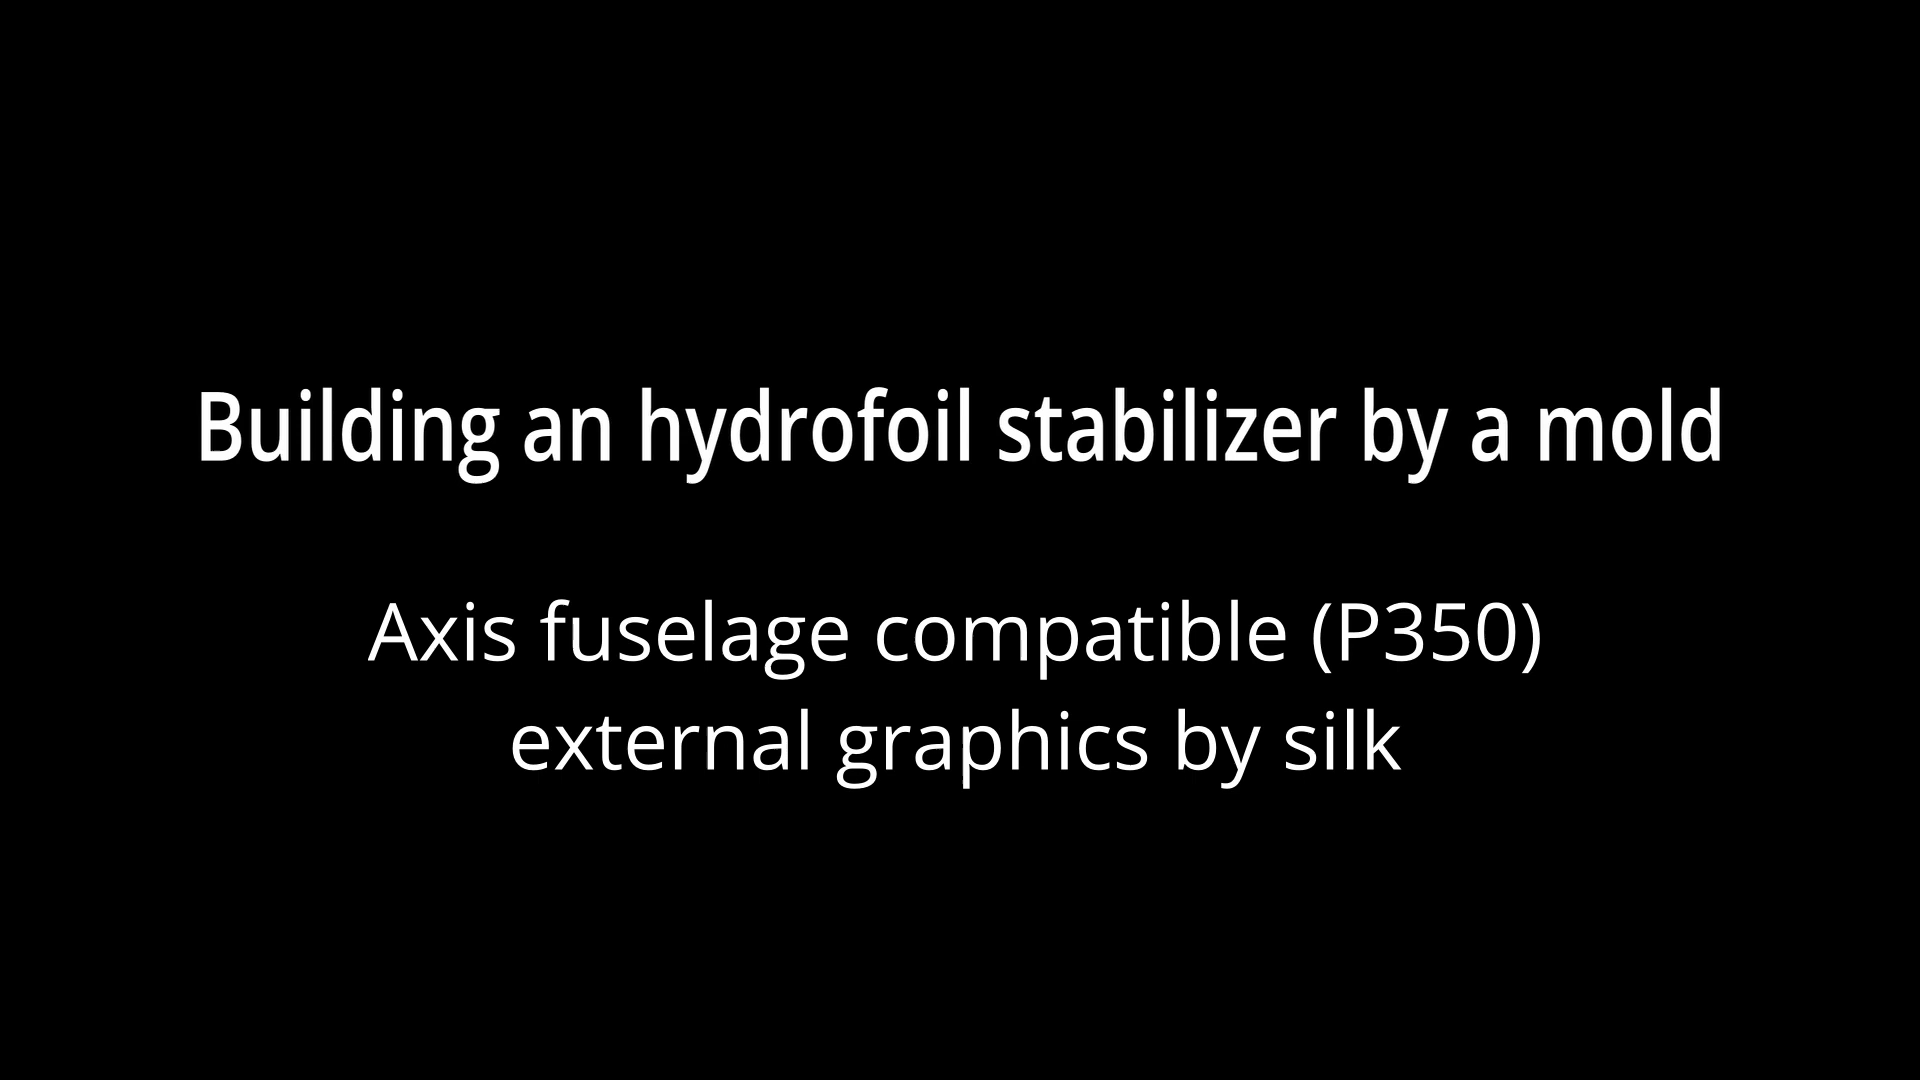 Building an hydrofoil stabilizer by a mold
Axis fuselage compatible (P350)
external graphics by silk